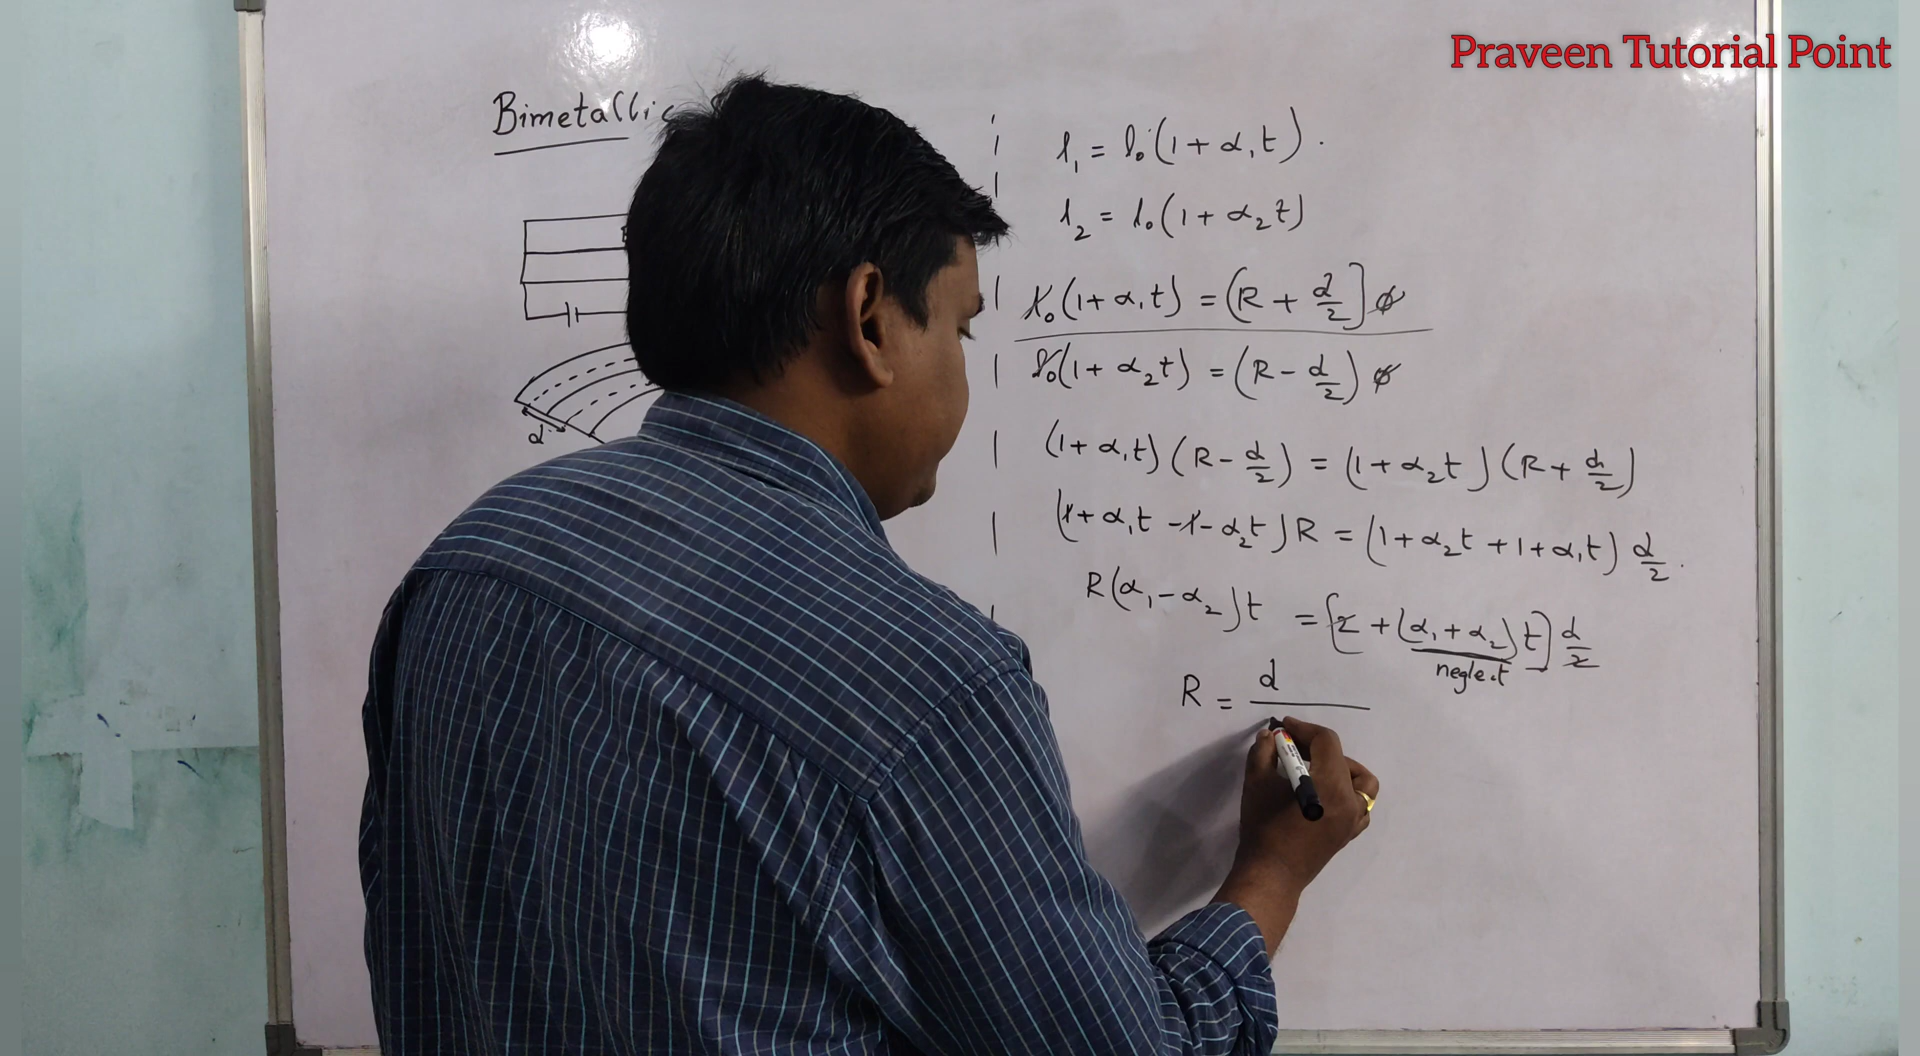 Praveen Tutorial Point
Bimetallic
d
l₁ = l₀(1 + α₁t).
l₂ = l₀(1 + α₂t)
l₀(1 + α₁t) = (R + d/2]ϕ
l₀(1 + α₂t) = (R - d/2)ϕ
(1 + α₁t)(R - d/2) = (1 + α₂t)(R + d/2)
(1 + α₁t - 1 - α₂t)R = (1 + α₂t + 1 + α₁t) d/2.
R(α₁ - α₂)t = [2 + (α₁ + α₂)t] d/2
neglect
R = d